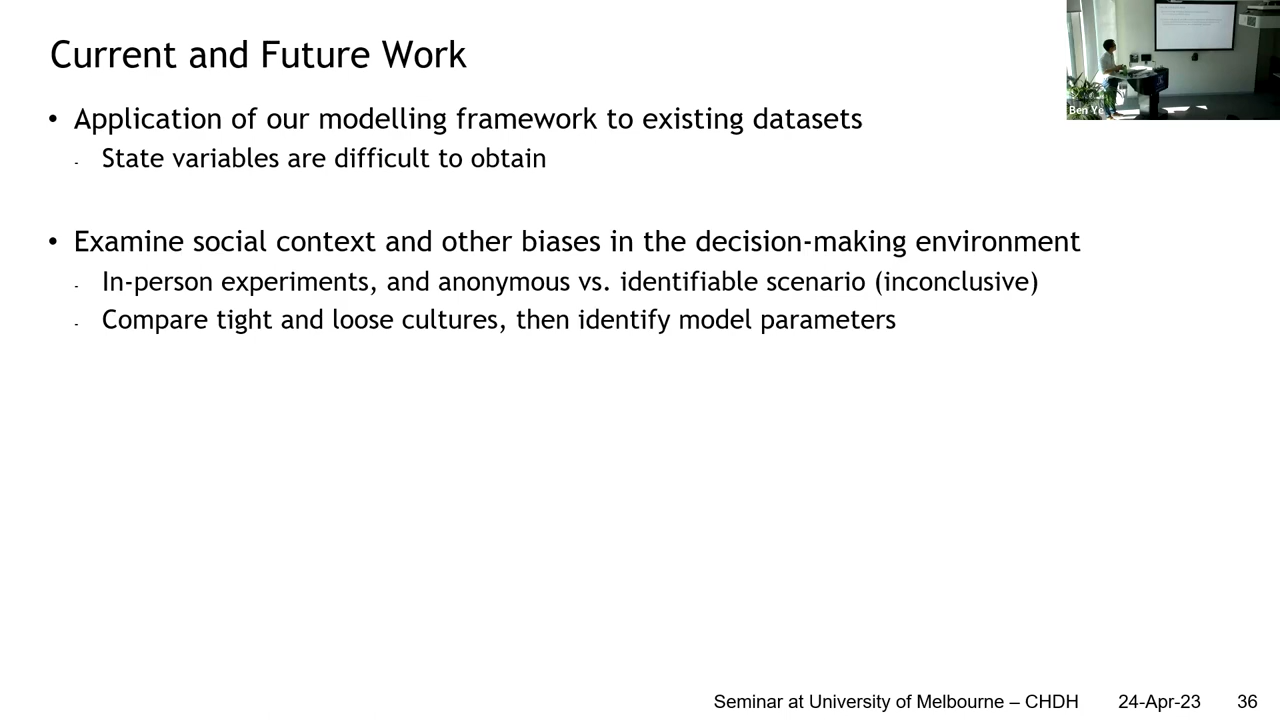 Current and Future Work
• Application of our modelling framework to existing datasets
- State variables are difficult to obtain
• Examine social context and other biases in the decision-making environment
- In-person experiments, and anonymous vs. identifiable scenario (inconclusive)
- Compare tight and loose cultures, then identify model parameters
Ben Ye
Seminar at University of Melbourne – CHDH 24-Apr-23 36